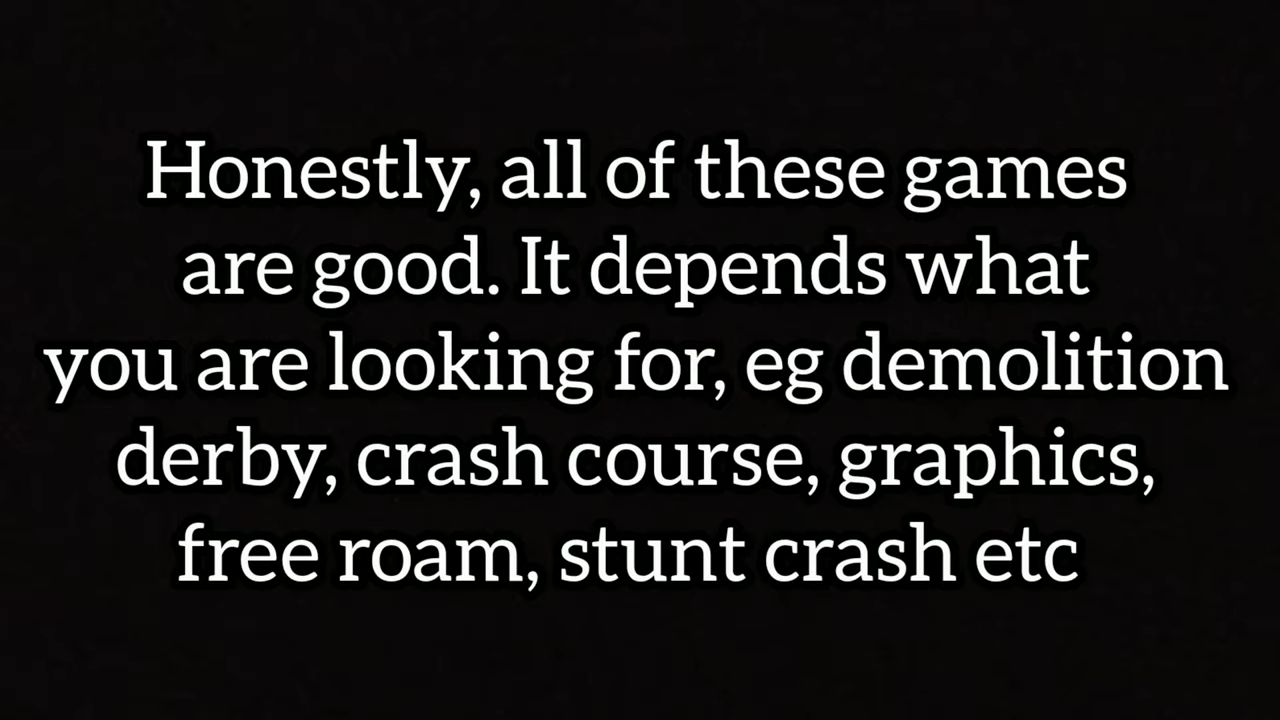 Honestly, all of these games
are good. It depends what
you are looking for, eg demolition
derby, crash course, graphics,
free roam, stunt crash etc